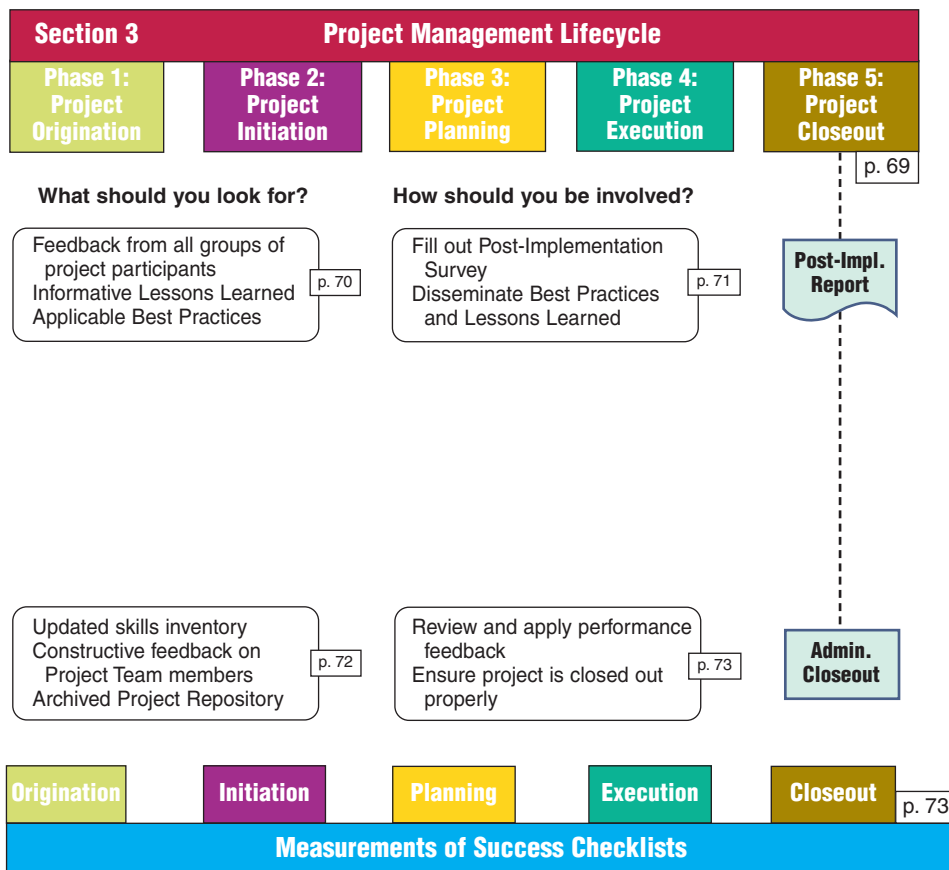 Section 3 Project Management Lifecycle
Phase 1:
Project
Origination
Phase 2:
Project
Initiation
Phase 3:
Project
Planning
Phase 4:
Project
Execution
Phase 5:
Project
Closeout
p. 69
What should you look for?
How should you be involved?
Feedback from all groups of
project participants
Informative Lessons Learned
Applicable Best Practices
p. 70
Fill out Post-Implementation
Survey
Disseminate Best Practices
and Lessons Learned
p. 71
Post-Impl.
Report
Updated skills inventory
Constructive feedback on
Project Team members
Archived Project Repository
p. 72
Review and apply performance
feedback
Ensure project is closed out
properly
p. 73
Admin.
Closeout
Origination
Initiation
Planning
Execution
Closeout
p. 73
Measurements of Success Checklists